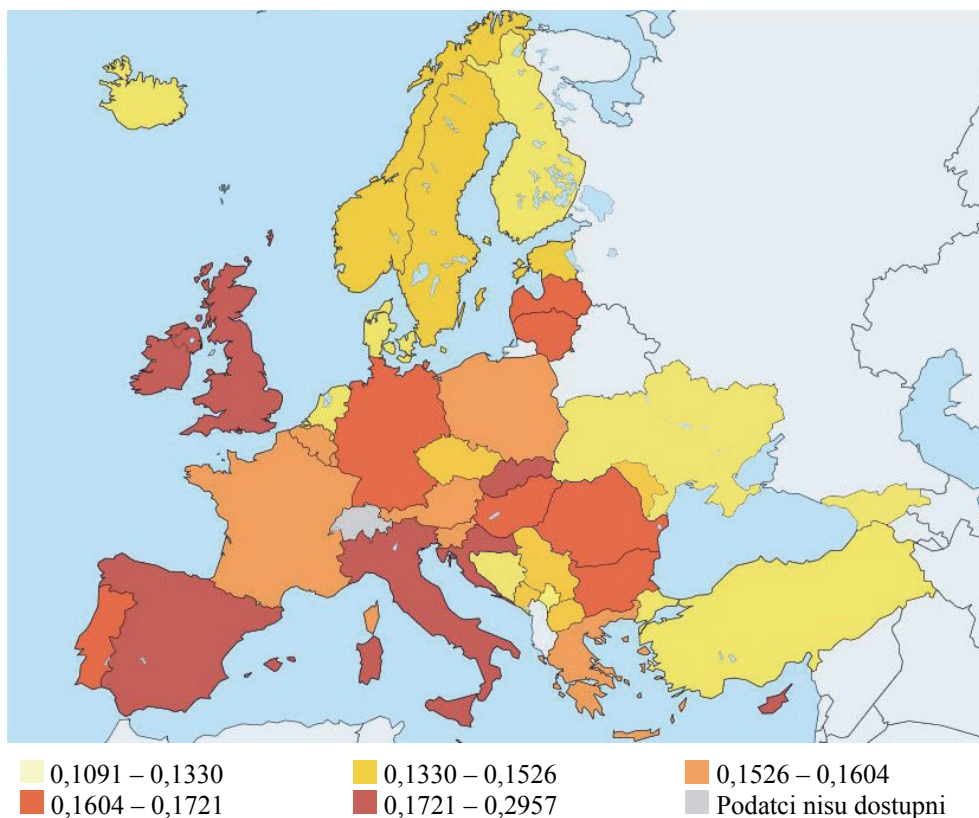 0,1091 – 0,1330
0,1330 – 0,1526
0,1526 – 0,1604
0,1604 – 0,1721
0,1721 – 0,2957
Podatci nisu dostupni